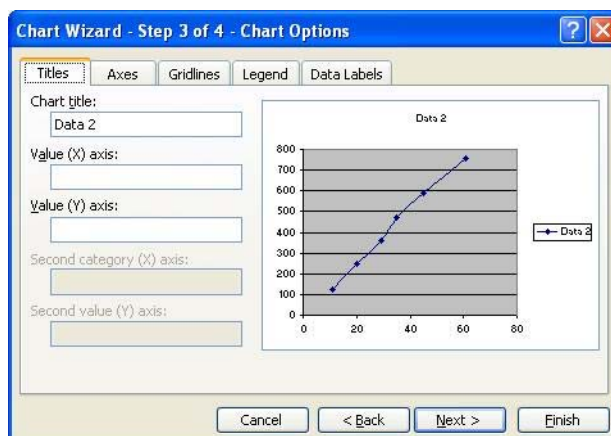 Chart Wizard - Step 3 of 4 - Chart Options
Titles Axes Gridlines Legend Data Labels
Chart title:
Data 2
Value (X) axis:
Value (Y) axis:
Second category (X) axis:
Second value (Y) axis:
Data 2
800
700
600
500
400
300
200
100
0
0 20 40 60 80
Data 2
Cancel < Back Next > Finish